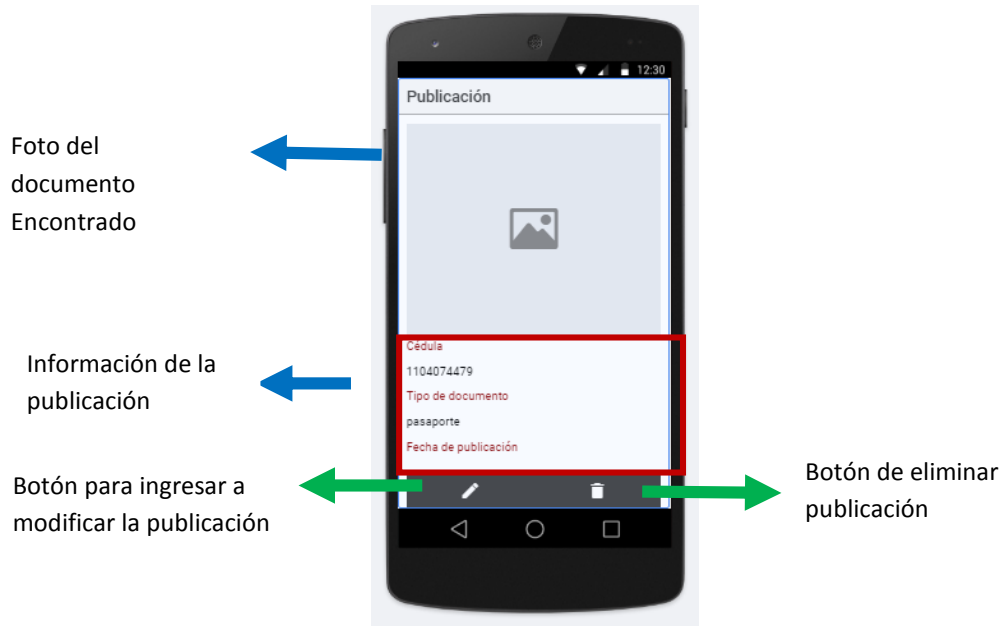 12:30
Publicación
Foto del
documento
Encontrado
Cédula
1104074479
Tipo de documento
pasaporte
Fecha de publicación
Información de la
publicación
Botón para ingresar a
modificar la publicación
Botón de eliminar
publicación